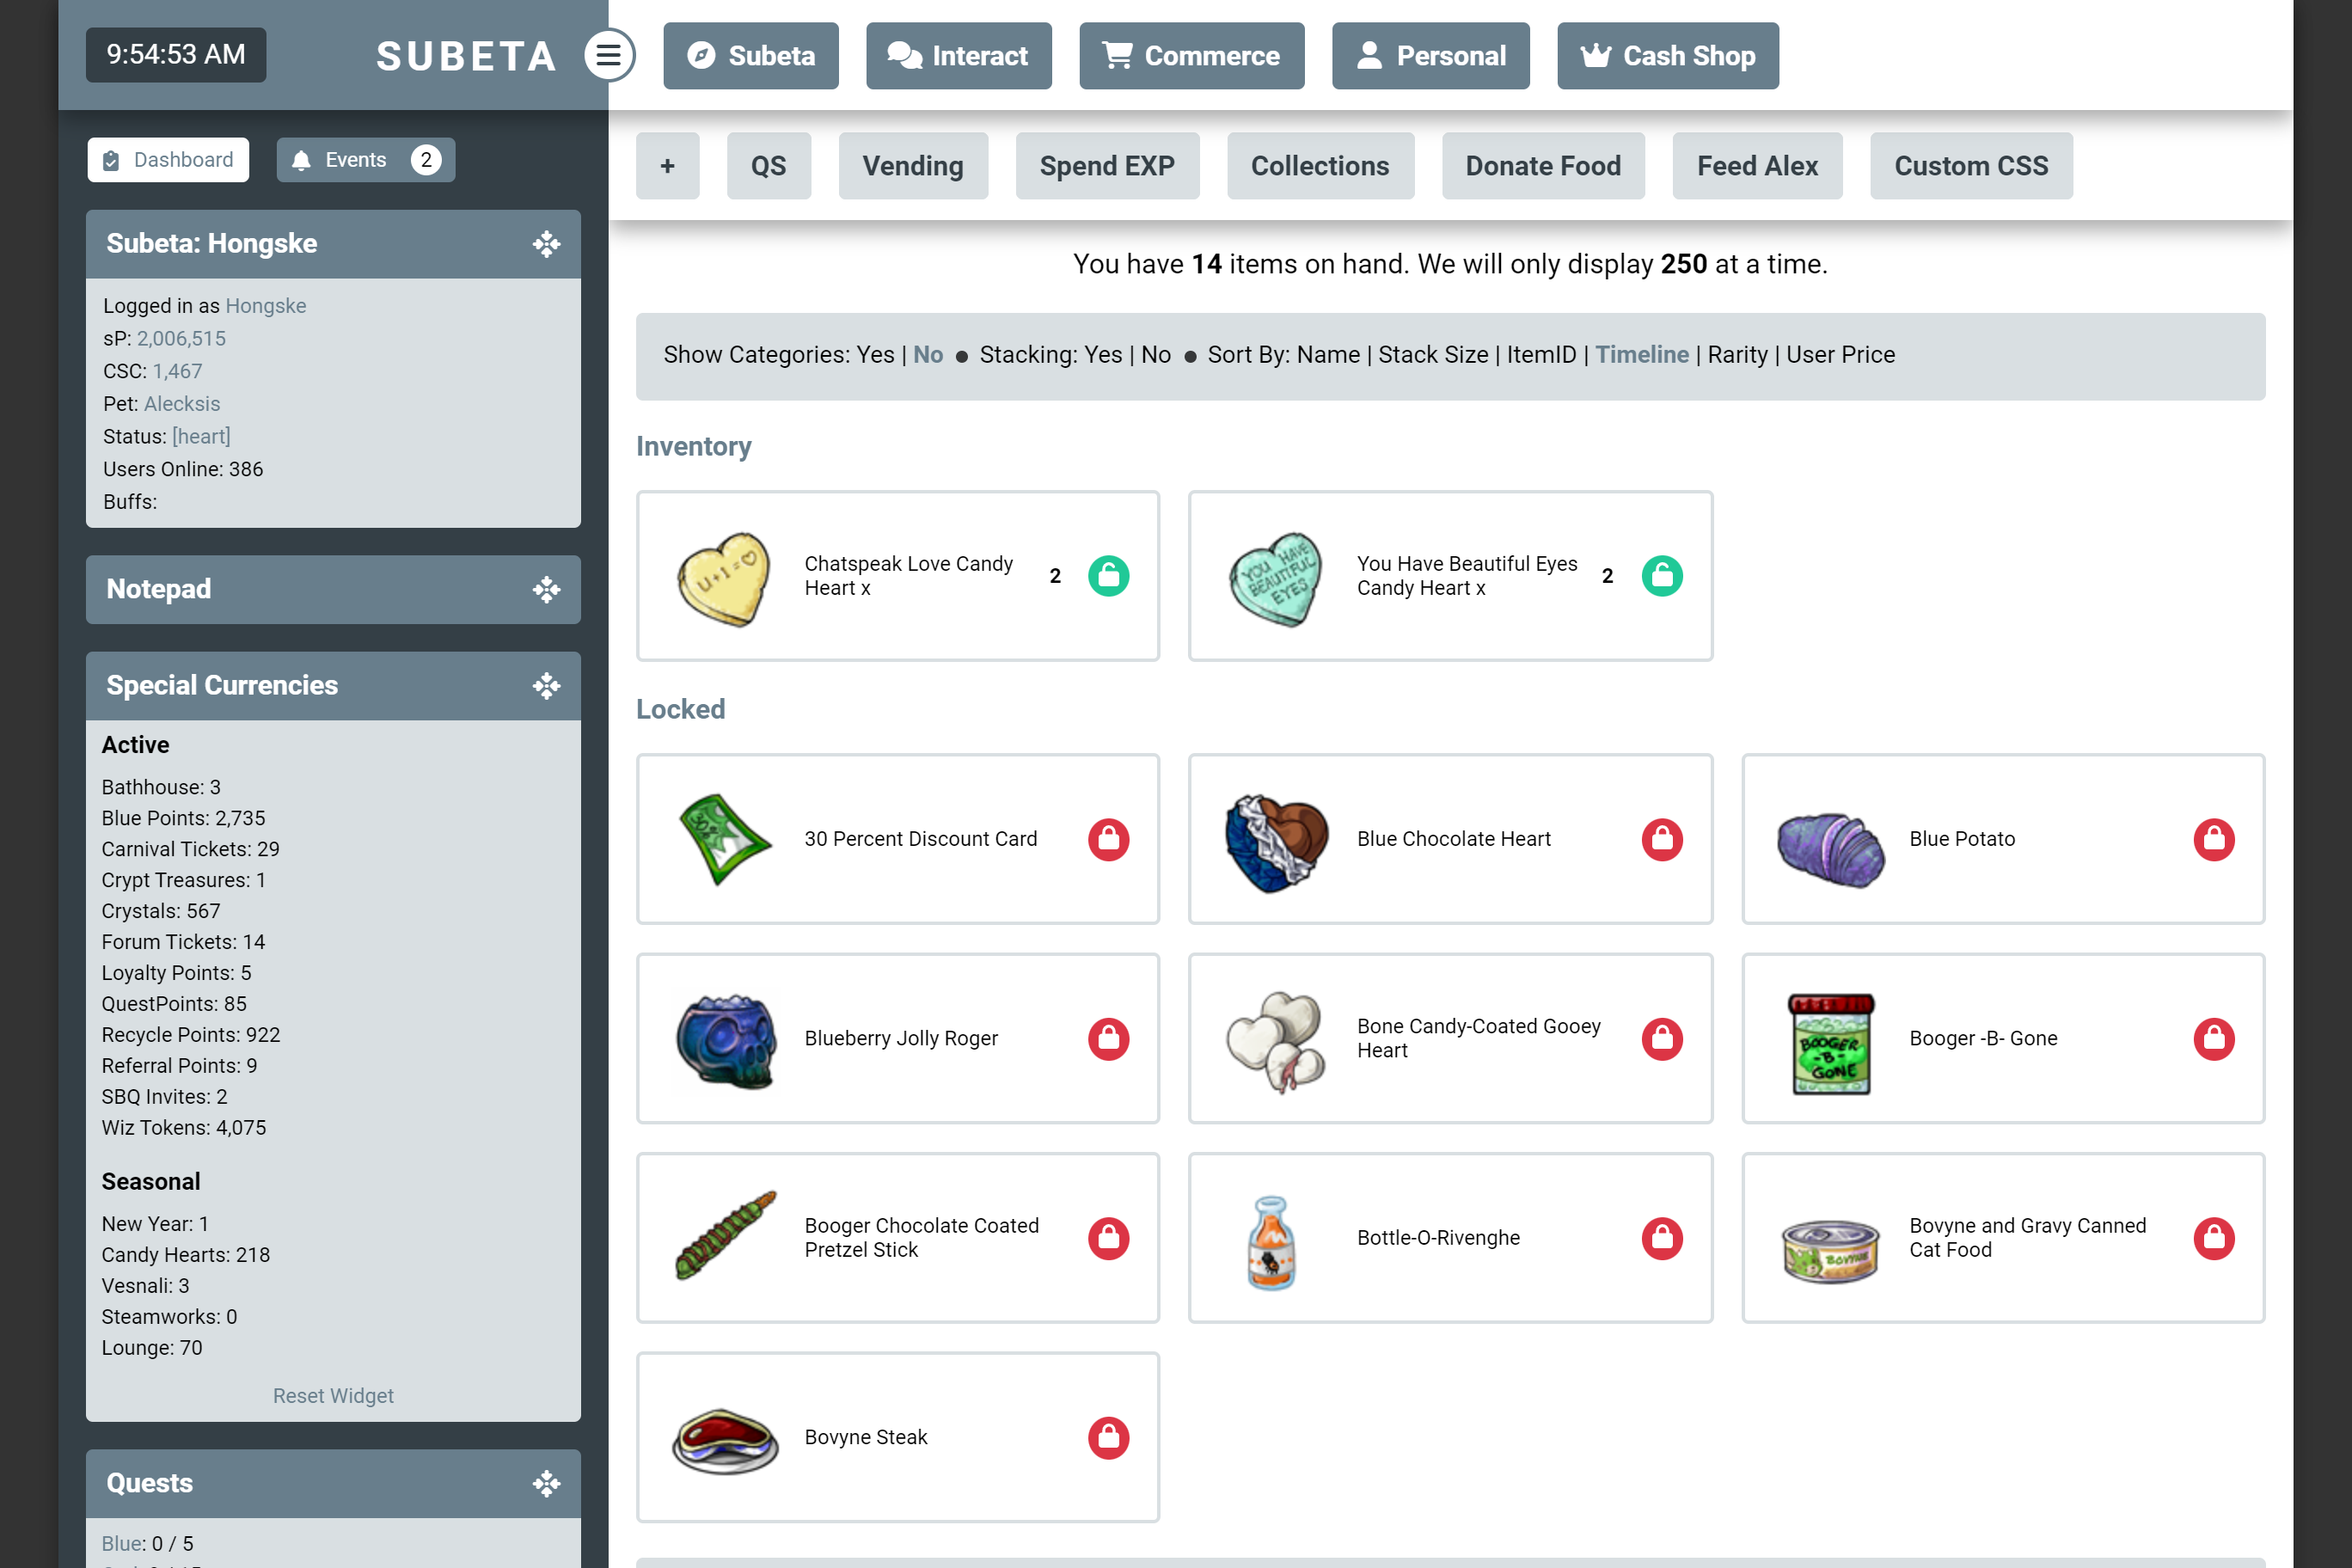 9:54:53 AM
SUBETA
Subeta
Interact
Commerce
Personal
Cash Shop
Dashboard
Events 2
+
QS
Vending
Spend EXP
Collections
Donate Food
Feed Alex
Custom CSS
Subeta: Hongske
Logged in as Hongske
sP: 2,006,515
CSC: 1,467
Pet: Alecksis
Status: [heart]
Users Online: 386
Buffs:
Notepad
Special Currencies
Active
Bathhouse: 3
Blue Points: 2,735
Carnival Tickets: 29
Crypt Treasures: 1
Crystals: 567
Forum Tickets: 14
Loyalty Points: 5
QuestPoints: 85
Recycle Points: 922
Referral Points: 9
SBQ Invites: 2
Wiz Tokens: 4,075
Seasonal
New Year: 1
Candy Hearts: 218
Vesnali: 3
Steamworks: 0
Lounge: 70
Reset Widget
Quests
Blue: 0 / 5
You have 14 items on hand. We will only display 250 at a time.
Show Categories: Yes | No ● Stacking: Yes | No ● Sort By: Name | Stack Size | ItemID | Timeline | Rarity | User Price
Inventory
U+1=♡
Chatspeak Love Candy
Heart x
2
YOU HAVE
BEAUTIFUL
EYES
You Have Beautiful Eyes
Candy Heart x
2
Locked
30%
30 Percent Discount Card
Blue Chocolate Heart
Blue Potato
Blueberry Jolly Roger
Bone Candy-Coated Gooey
Heart
BOOGER
-B-
GONE
Booger -B- Gone
Booger Chocolate Coated
Pretzel Stick
Bottle-O-Rivenghe
BOVYNE
Bovyne and Gravy Canned
Cat Food
Bovyne Steak